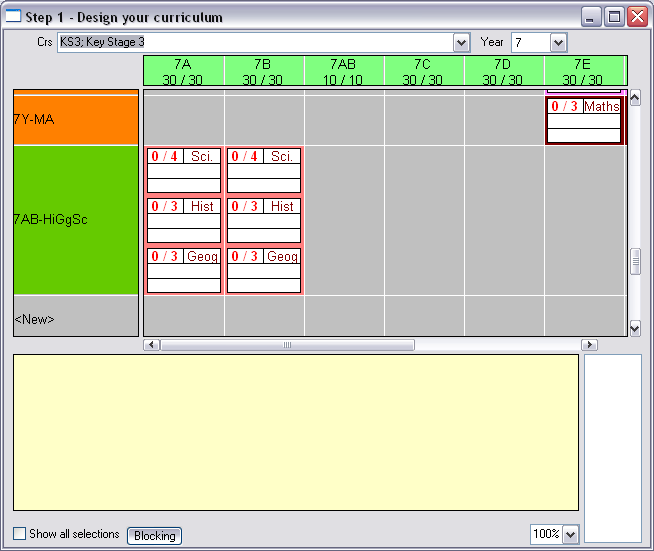 Step 1 - Design your curriculum
Crs KS3; Key Stage 3 Year 7
7A 7B 7AB 7C 7D 7E
30 / 30 30 / 30 10 / 10 30 / 30 30 / 30 30 / 30
7Y-MA 0 / 3 Maths
0 / 4 Sci. 0 / 4 Sci.
7AB-HiGgSc 0 / 3 Hist 0 / 3 Hist
0 / 3 Geog 0 / 3 Geog
<New>
Show all selections Blocking 100%